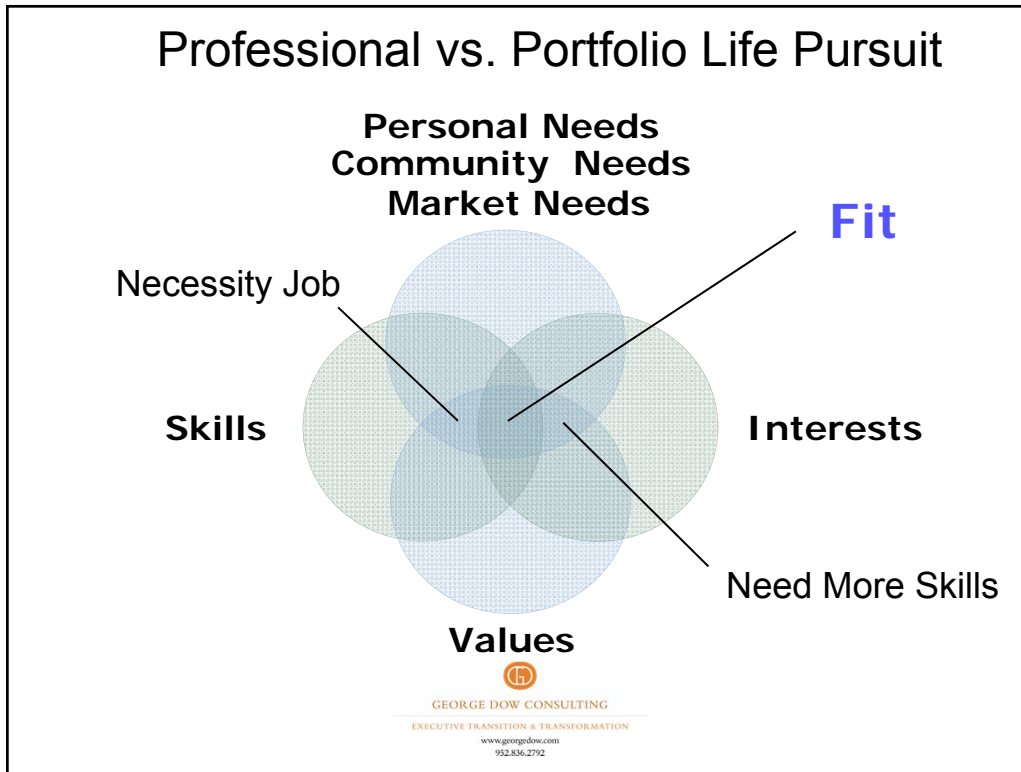 Professional vs. Portfolio Life Pursuit
Personal Needs
Community Needs
Market Needs
Fit
Necessity Job
Skills
Interests
Need More Skills
Values
GD
GEORGE DOW CONSULTING
EXECUTIVE TRANSITION & TRANSFORMATION
www.georgedow.com
952.836.2792